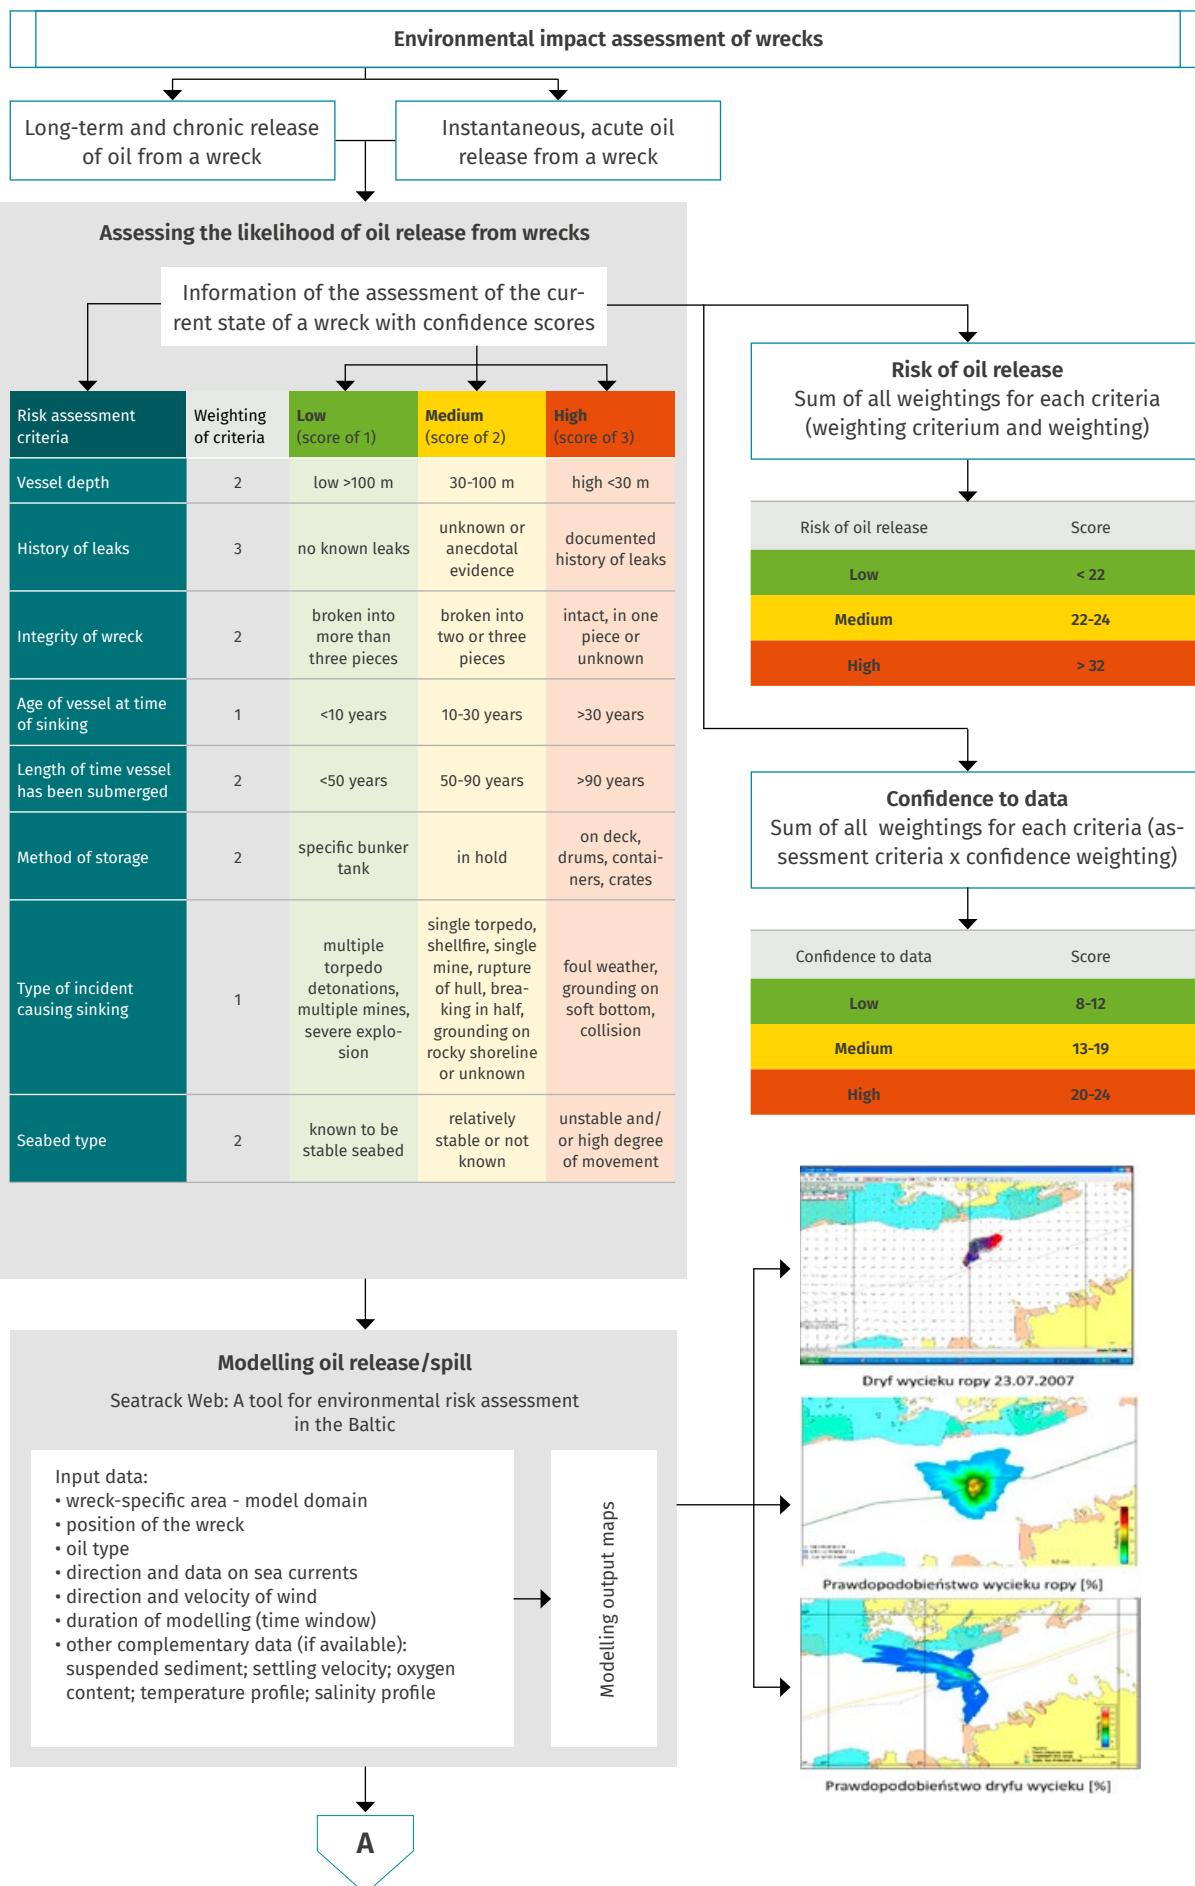 Environmental impact assessment of wrecks
Long-term and chronic release
of oil from a wreck
Instantaneous, acute oil
release from a wreck
Assessing the likelihood of oil release from wrecks
Information of the assessment of the cur-
rent state of a wreck with confidence scores
Risk assessment
criteria
Weighting
of criteria
Low
(score of 1)
Medium
(score of 2)
High
(score of 3)
Vessel depth
2
low >100 m
30-100 m
high <30 m
History of leaks
3
no known leaks
unknown or
anecdotal
evidence
documented
history of leaks
Integrity of wreck
2
broken into
more than
three pieces
broken into
two or three
pieces
intact, in one
piece or
unknown
Age of vessel at time
of sinking
1
<10 years
10-30 years
>30 years
Length of time vessel
has been submerged
2
<50 years
50-90 years
>90 years
Method of storage
2
specific bunker
tank
in hold
on deck,
drums, contai-
ners, crates
Type of incident
causing sinking
1
multiple
torpedo
detonations,
multiple mines,
severe explo-
sion
single torpedo,
shellfire, single
mine, rupture
of hull, brea-
king in half,
grounding on
rocky shoreline
or unknown
foul weather,
grounding on
soft bottom,
collision
Seabed type
2
known to be
stable seabed
relatively
stable or not
known
unstable and/
or high degree
of movement
Risk of oil release
Sum of all weightings for each criteria
(weighting criterium and weighting)
Risk of oil release
Score
Low
< 22
Medium
22-24
High
> 32
Confidence to data
Sum of all weightings for each criteria (as-
sessment criteria x confidence weighting)
Confidence to data
Score
Low
8-12
Medium
13-19
High
20-24
Modelling oil release/spill
Seatrack Web: A tool for environmental risk assessment
in the Baltic
Input data:
• wreck-specific area - model domain
• position of the wreck
• oil type
• direction and data on sea currents
• direction and velocity of wind
• duration of modelling (time window)
• other complementary data (if available):
suspended sediment; settling velocity; oxygen
content; temperature profile; salinity profile
Modelling output maps
Dryf wycieku ropy 23.07.2007
Prawdopodobieństwo wycieku ropy [%]
Prawdopodobieństwo dryfu wycieku [%]
A